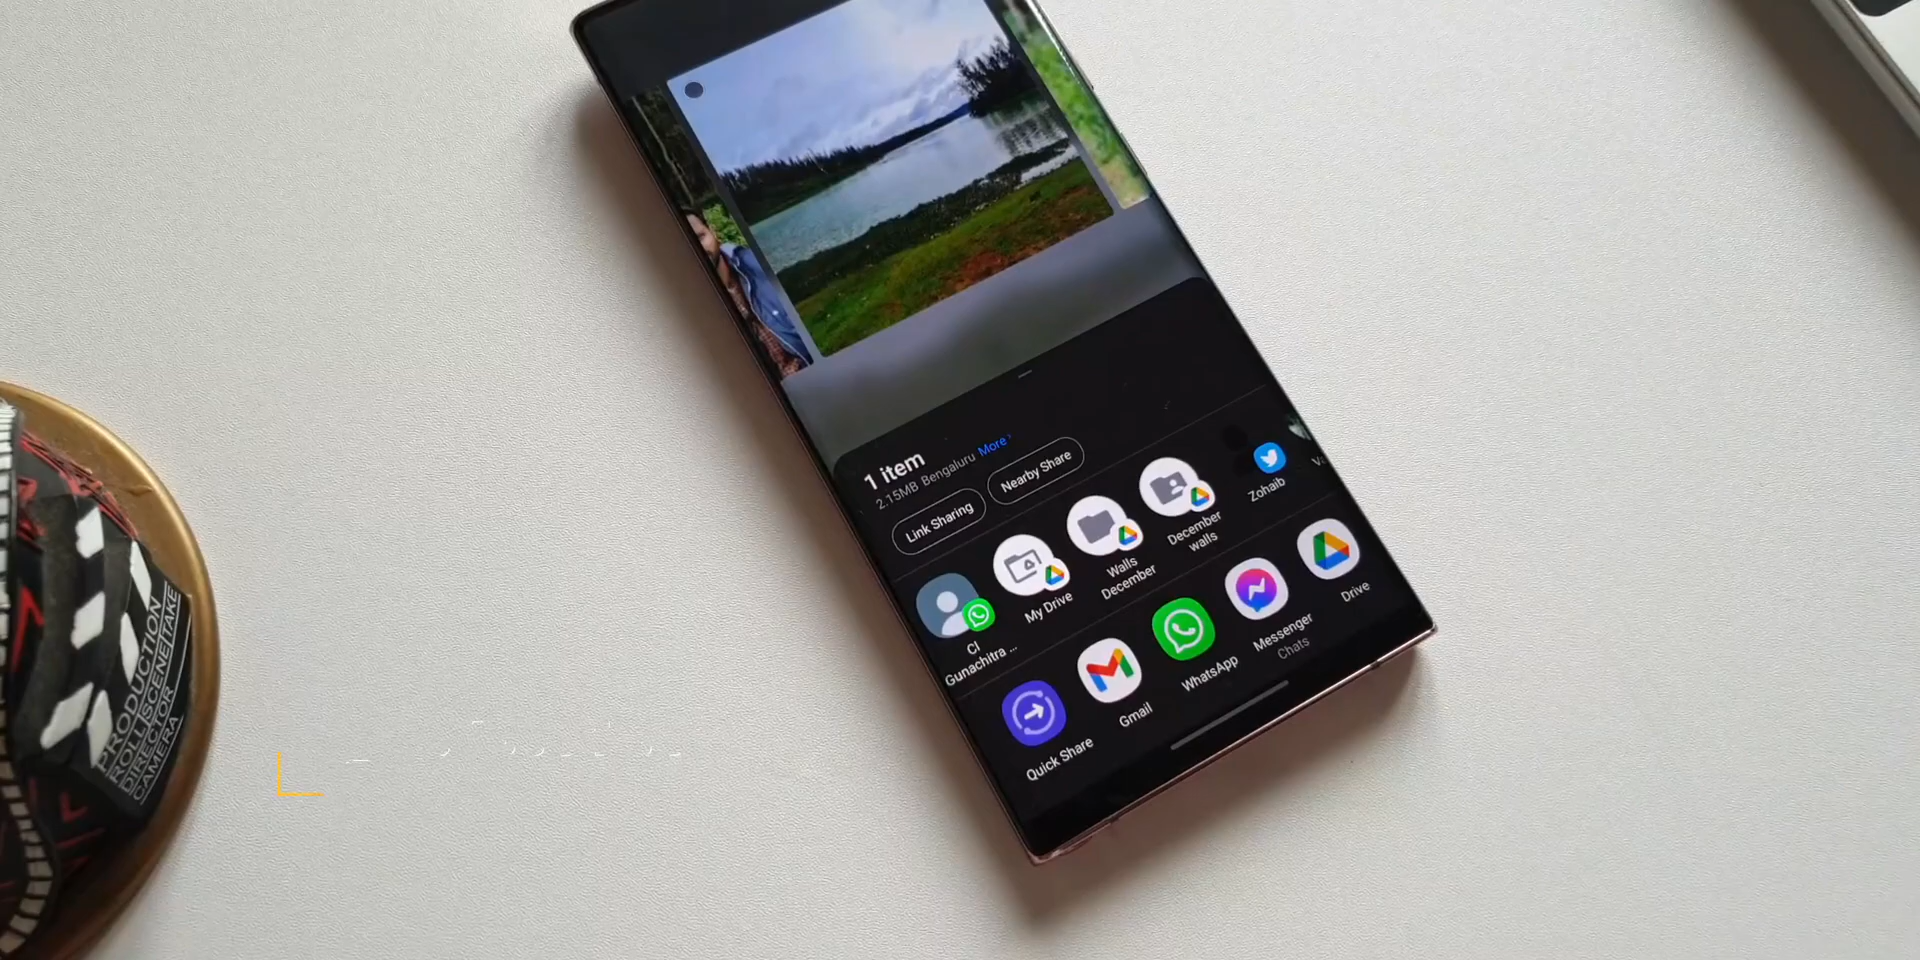 1 item
2.15MB Bengaluru More
Link Sharing
Nearby Share
CI
Gunachitra ...
My Drive
Walls
December
December
walls
Zohaib
Quick Share
Gmail
WhatsApp
Messenger
Chats
Drive
PRODUCTION
ROLL SCENE TAKE
DIRECTOR
CAMERA